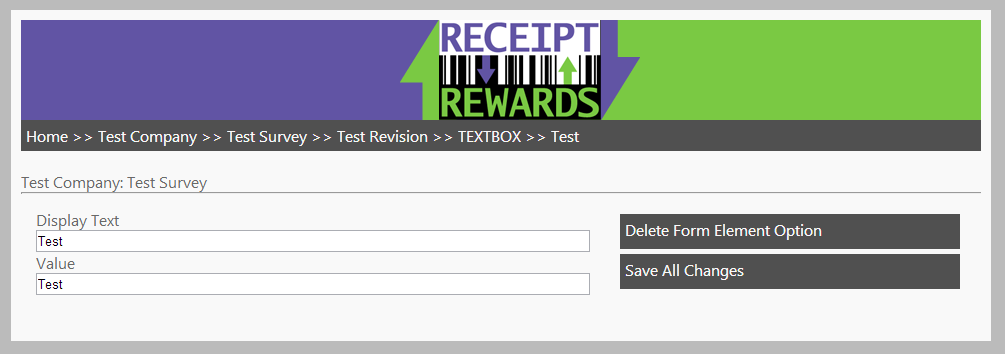 RECEIPT
REWARDS
Home >> Test Company >> Test Survey >> Test Revision >> TEXTBOX >> Test
Test Company: Test Survey
Display Text
Test
Value
Test
Delete Form Element Option
Save All Changes